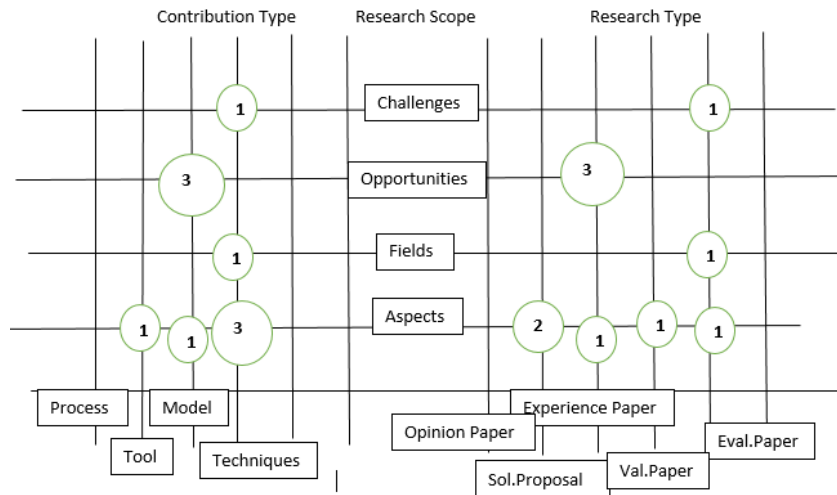 Contribution Type Research Scope Research Type
Challenges
1 1
Opportunities
3 3
Fields
1 1
Aspects
1 1 3 2 1 1 1
Process Model Experience Paper
Opinion Paper Eval.Paper
Tool Techniques
Sol.Proposal Val.Paper